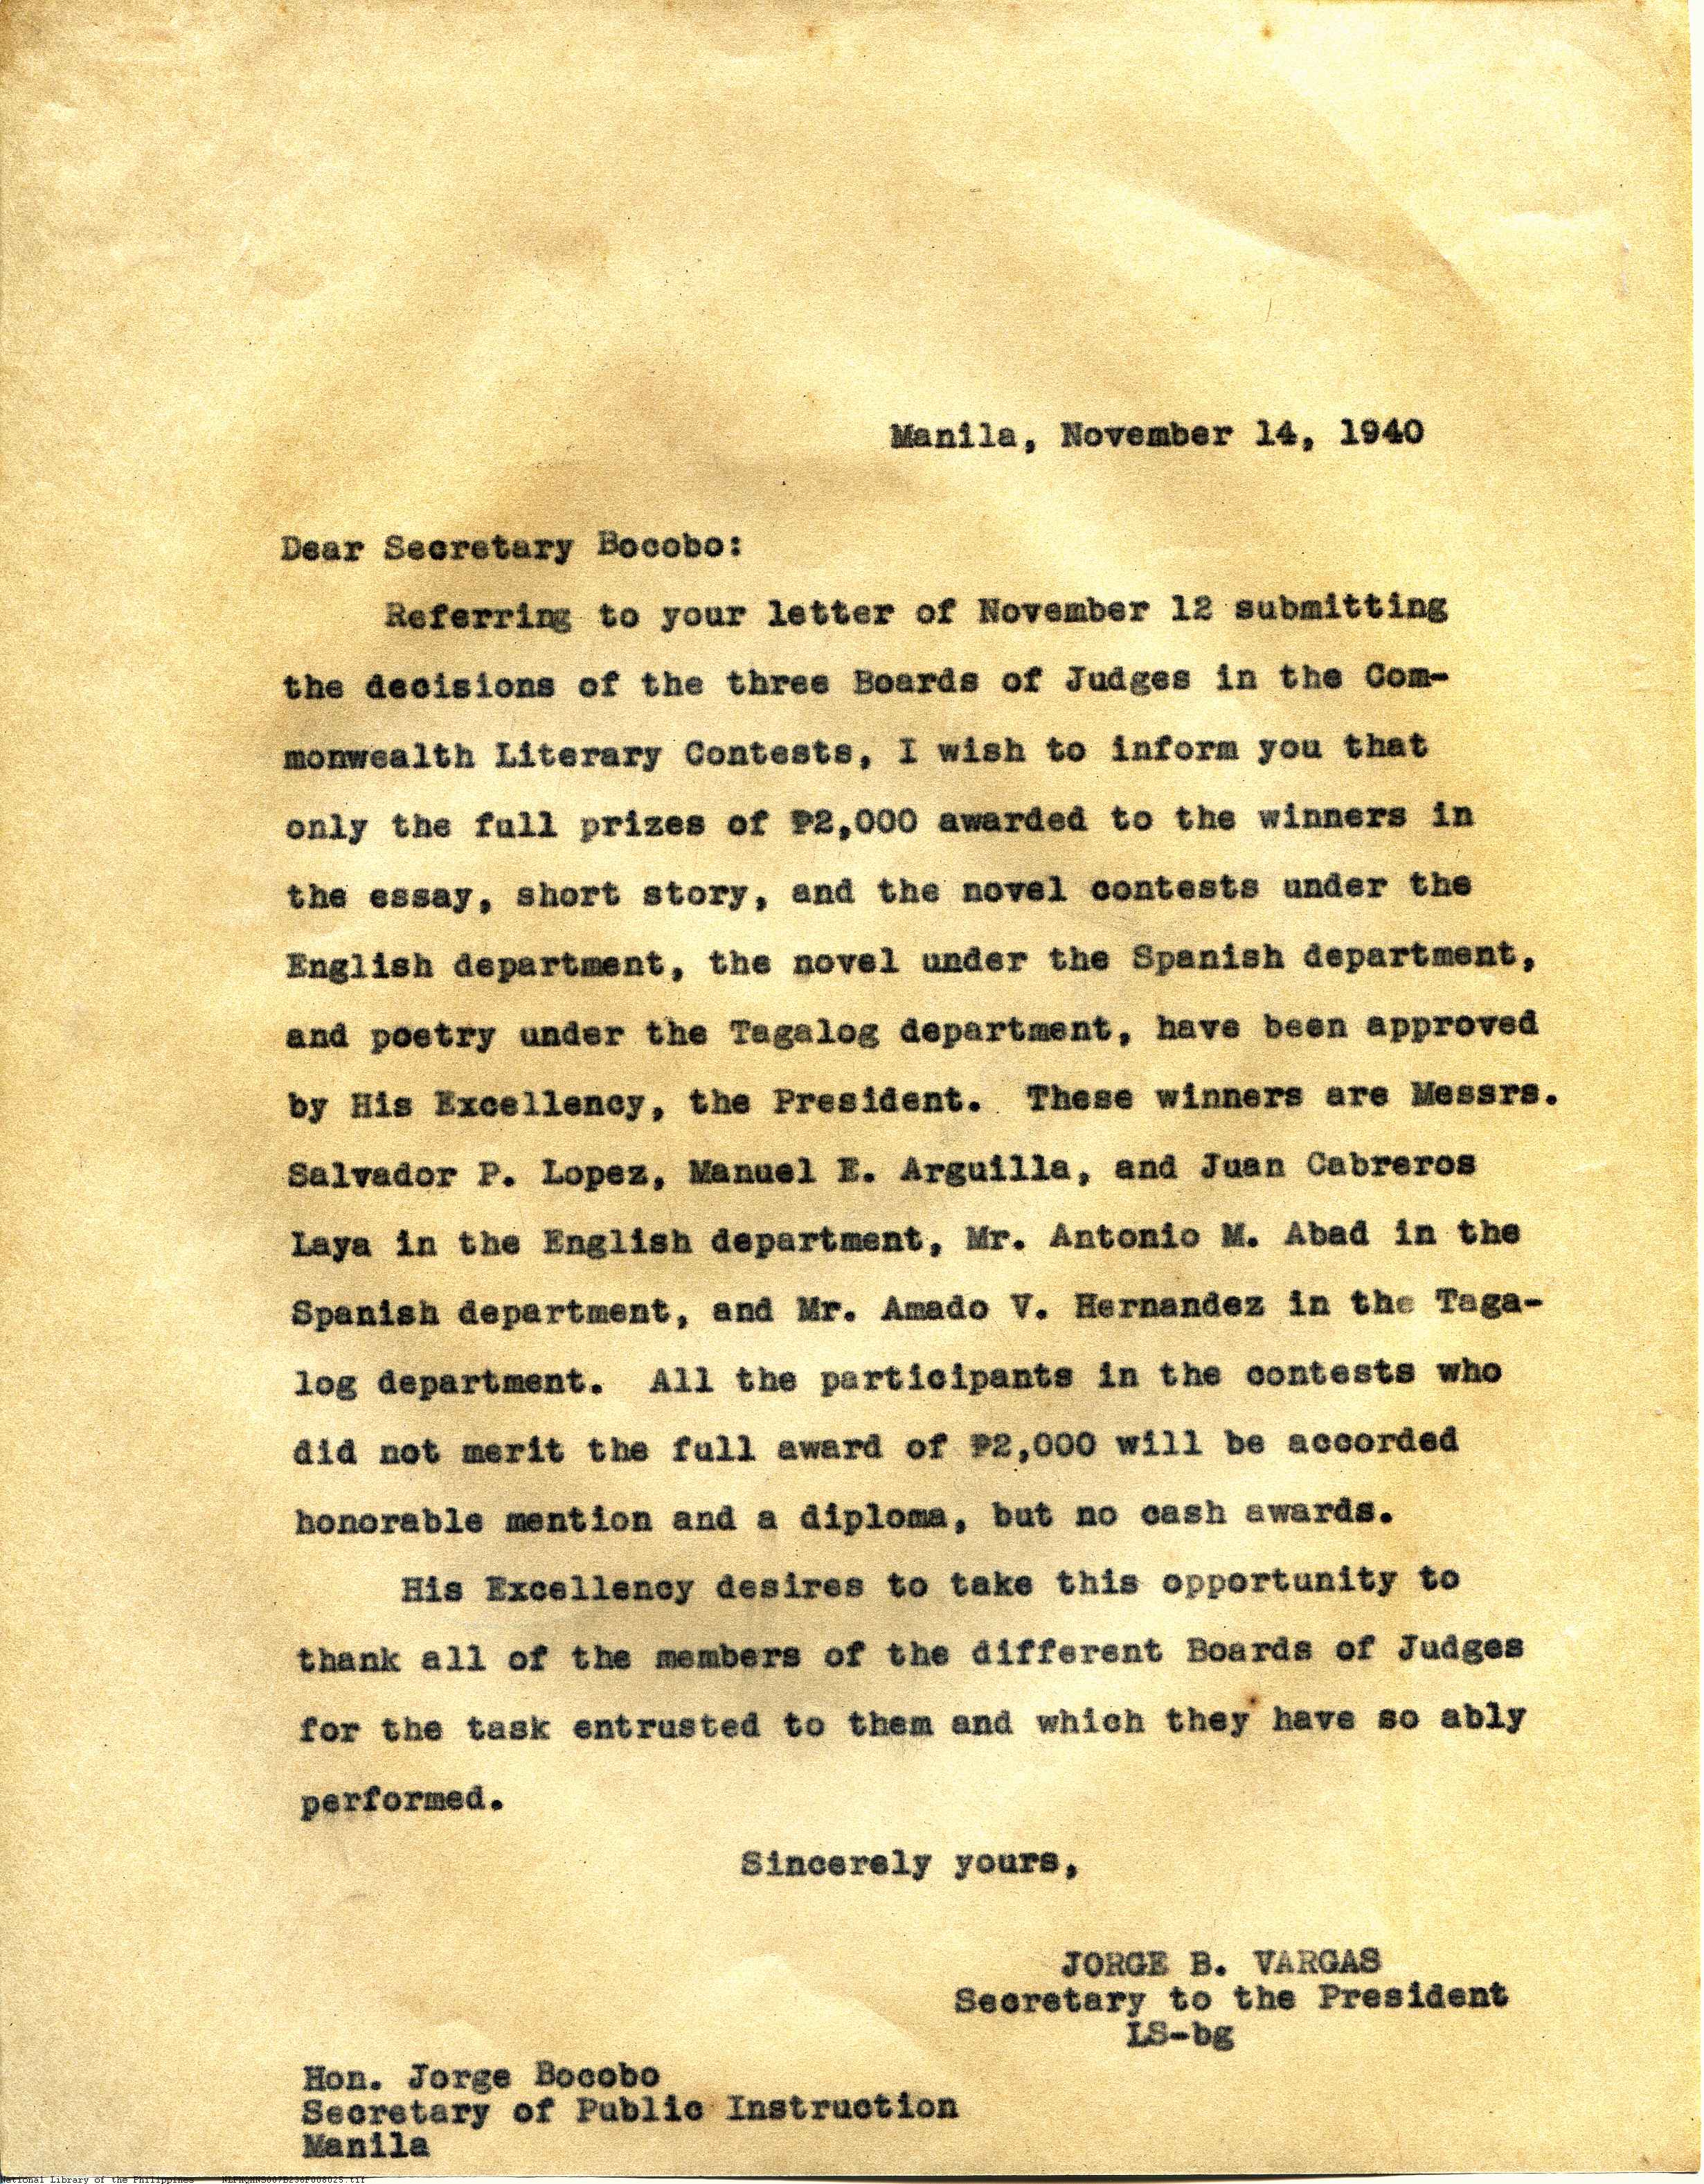 Manila, November 14, 1940
Dear Secretary Bocobo:
Referring to your letter of November 12 submitting
the decisions of the three Boards of Judges in the Com-
monwealth Literary Contests, I wish to inform you that
only the full prizes of ₱2,000 awarded to the winners in
the essay, short story, and the novel contests under the
English department, the novel under the Spanish department,
and poetry under the Tagalog department, have been approved
by His Excellency, the President. These winners are Messrs.
Salvador P. Lopez, Manuel E. Arguilla, and Juan Cabreros
Laya in the English department, Mr. Antonio M. Abad in the
Spanish department, and Mr. Amado V. Hernandez in the Taga-
log department. All the participants in the contests who
did not merit the full award of ₱2,000 will be accorded
honorable mention and a diploma, but no cash awards.
His Excellency desires to take this opportunity to
thank all of the members of the different Boards of Judges
for the task entrusted to them and which they have so ably
performed.
Sincerely yours,
JORGE B. VARGAS
Secretary to the President
LS-bg
Hon. Jorge Bocobo
Secretary of Public Instruction
Manila
National Library of the Philippines